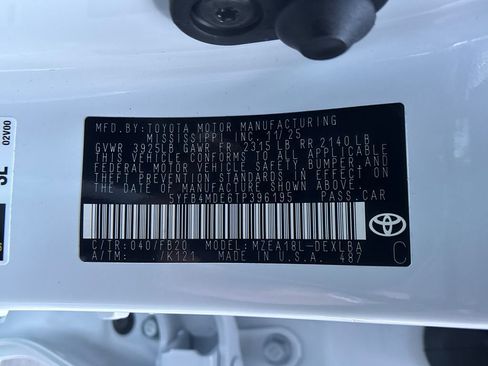 MFD.BY:TOYOTA MOTOR MANUFACTURING
MISSISSIPPI INC. 11/25
GVWR 3925LB GAWR FR 2315LB RR 2140LB
THIS VEHICLE CONFORMS TO ALL APPLICABLE
FEDERAL MOTOR VEHICLE SAFETY, BUMPER, AND
THEFT PREVENTION STANDARDS IN EFFECT ON
THE DATE OF MANUFACTURE SHOWN ABOVE.
5YFB4MDE6TP396195 PASS.CAR
C/TR:040/FB20 MODEL:MZEA18L-DEXLBA
A/TM: /K121 MADE IN U.S.A. 487
C
02V00